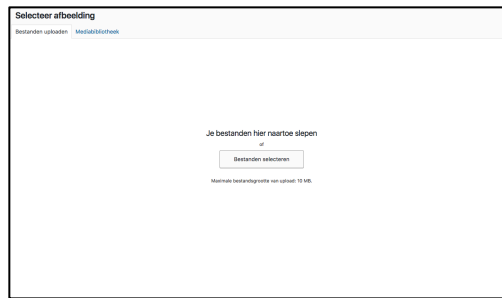 Selecteer afbeelding
Bestanden uploaden Mediabibliotheek
Je bestanden hier naartoe slepen
of
Bestanden selecteren
Maximale bestandsgrootte van upload: 10 MB.